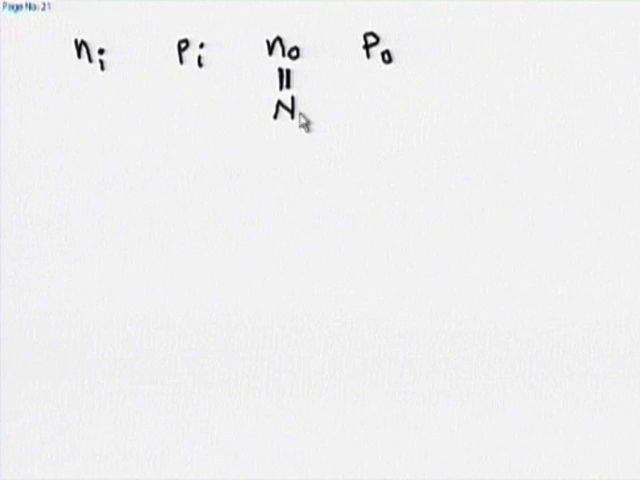 Page No: 21
nᵢ pᵢ n₀ p₀
=
N